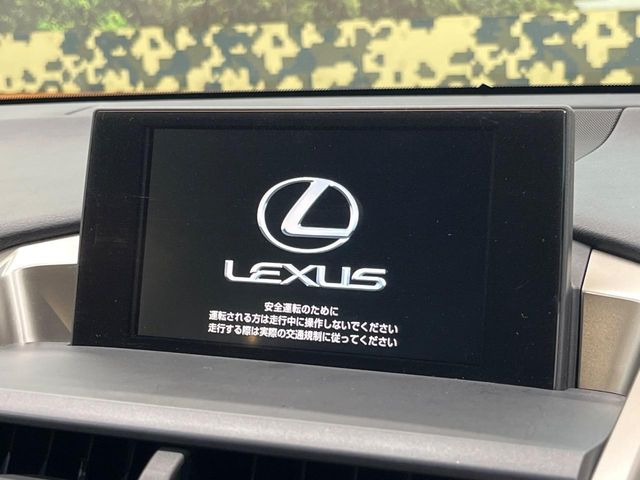 LEXUS
安全運転のために
運転される方は走行中に操作しないでください
走行する際は実際の交通規制に従ってください